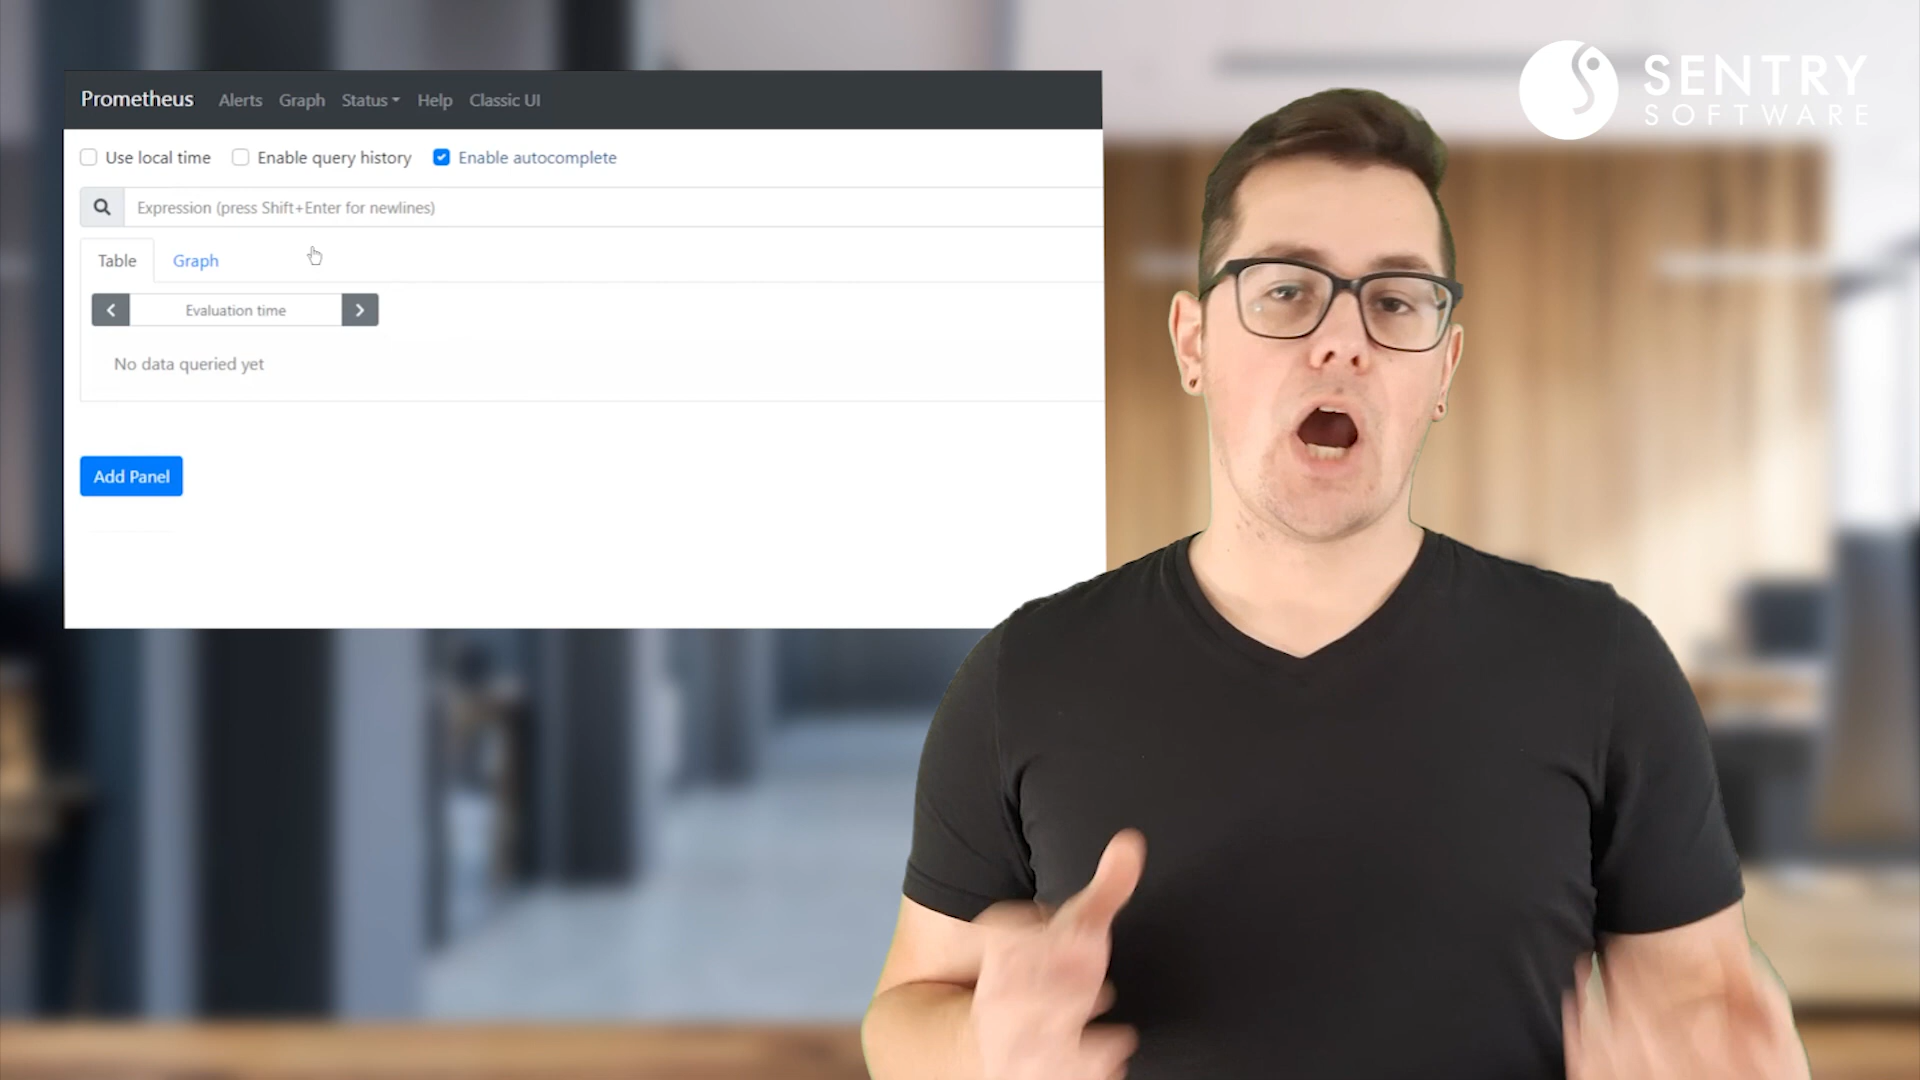 SENTRY
SOFTWARE
Prometheus Alerts Graph Status Help Classic UI
Use local time Enable query history Enable autocomplete
Expression (press Shift+Enter for newlines)
Table Graph
Evaluation time
No data queried yet
Add Panel